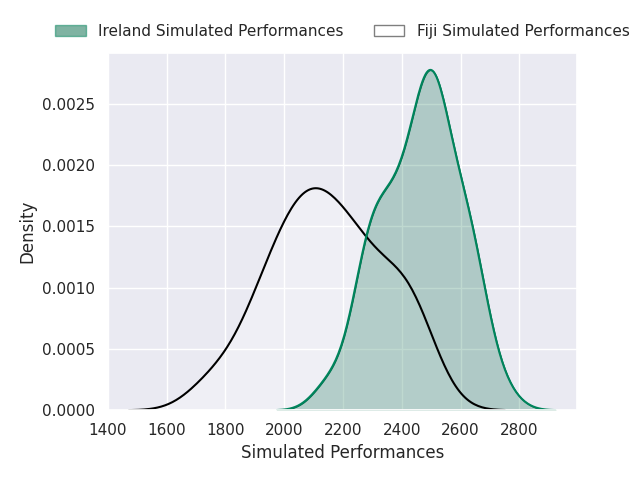 Ireland Simulated Performances
Fiji Simulated Performances
0.0025
0.0020
0.0015
0.0010
0.0005
0.0000
Density
1400 1600 1800 2000 2200 2400 2600 2800
Simulated Performances